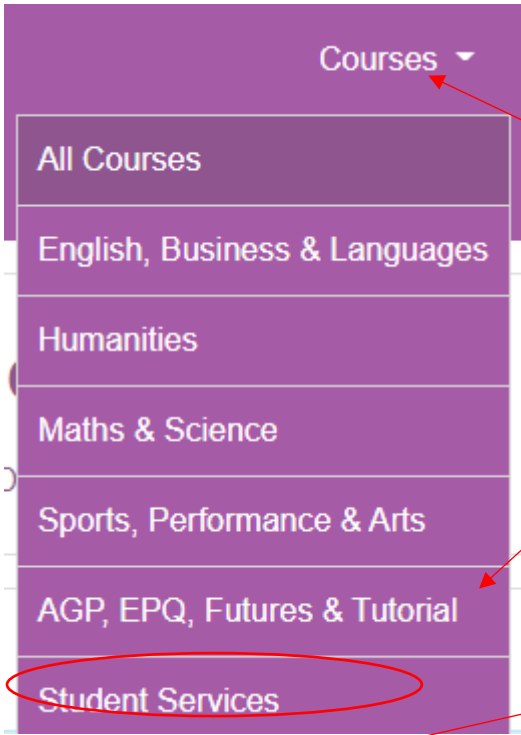 Courses
All Courses
English, Business & Languages
Humanities
Maths & Science
Sports, Performance & Arts
AGP, EPQ, Futures & Tutorial
Student Services